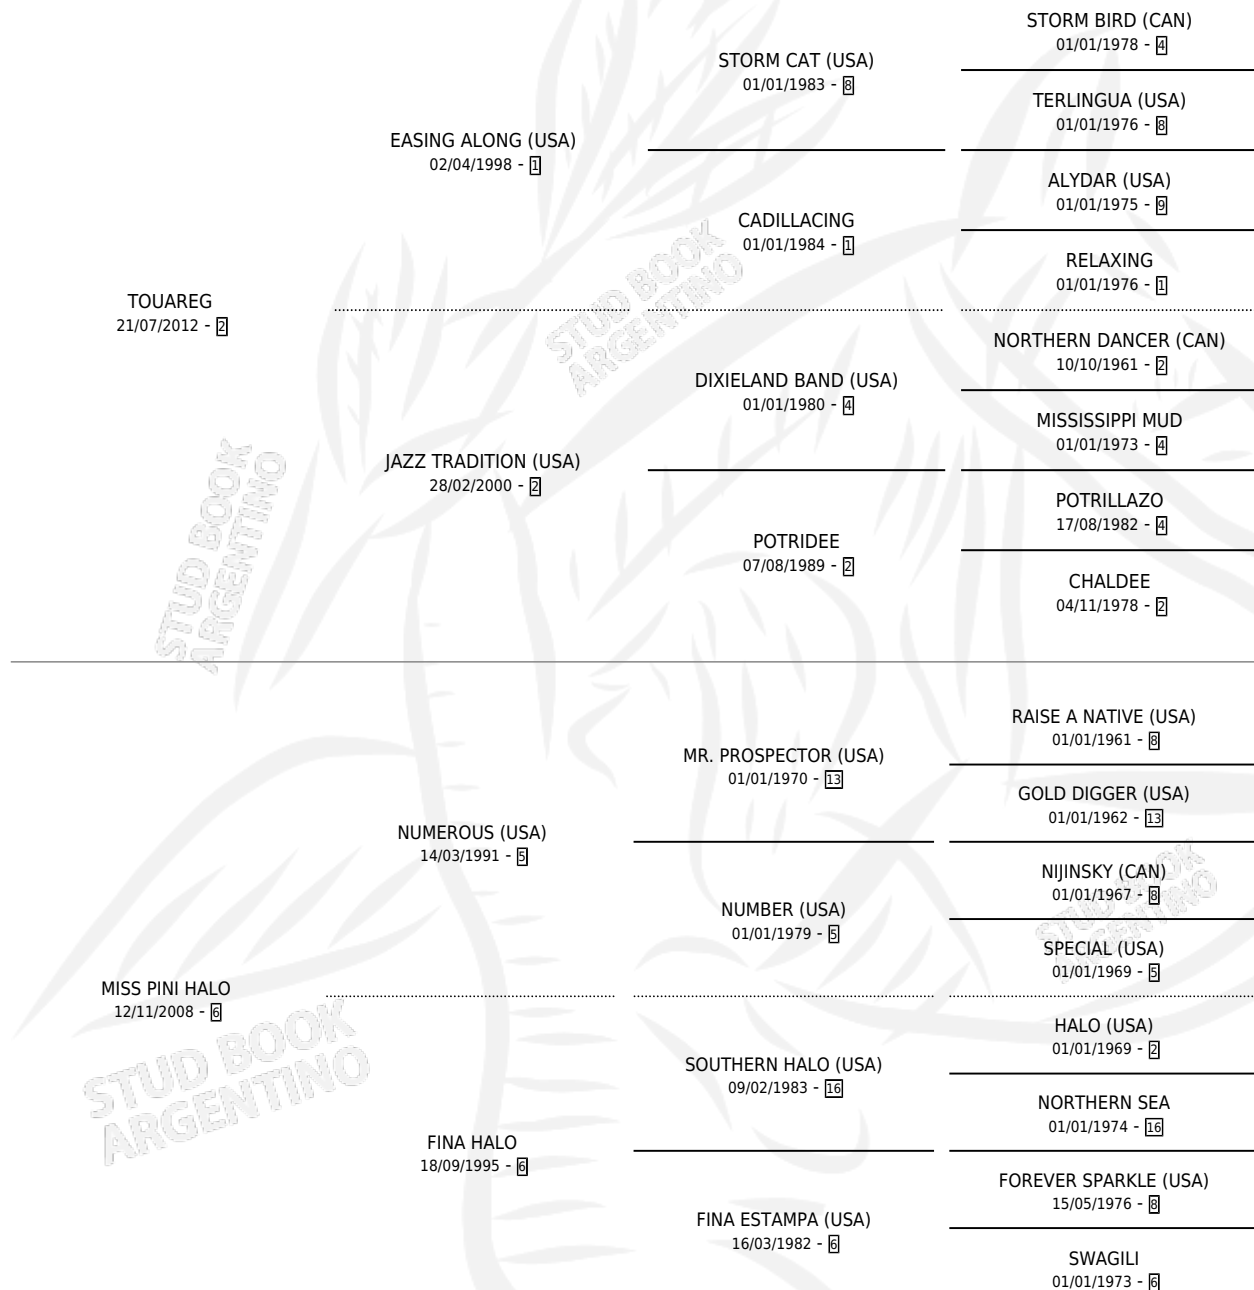 STORM BIRD (CAN)
01/01/1978 - 4
STORM CAT (USA)
01/01/1983 - 8
TERLINGUA (USA)
01/01/1976 - 8
EASING ALONG (USA)
02/04/1998 - 1
ALYDAR (USA)
01/01/1975 - 9
CADILLACING
01/01/1984 - 1
RELAXING
01/01/1976 - 1
TOUAREG
21/07/2012 - 2
NORTHERN DANCER (CAN)
10/10/1961 - 2
DIXIELAND BAND (USA)
01/01/1980 - 4
MISSISSIPPI MUD
01/01/1973 - 4
JAZZ TRADITION (USA)
28/02/2000 - 2
POTRILLAZO
17/08/1982 - 4
POTRIDEE
07/08/1989 - 2
CHALDEE
04/11/1978 - 2
RAISE A NATIVE (USA)
01/01/1961 - 8
MR. PROSPECTOR (USA)
01/01/1970 - 13
GOLD DIGGER (USA)
01/01/1962 - 13
NUMEROUS (USA)
14/03/1991 - 5
NIJINSKY (CAN)
01/01/1967 - 8
NUMBER (USA)
01/01/1979 - 5
SPECIAL (USA)
01/01/1969 - 5
MISS PINI HALO
12/11/2008 - 6
HALO (USA)
01/01/1969 - 2
SOUTHERN HALO (USA)
09/02/1983 - 16
NORTHERN SEA
01/01/1974 - 16
FINA HALO
18/09/1995 - 6
FOREVER SPARKLE (USA)
15/05/1976 - 8
FINA ESTAMPA (USA)
16/03/1982 - 6
SWAGILI
01/01/1973 - 6
STUD BOOK
ARGENTINO
STUD BOOK
ARGENTINO
STUD BOOK
ARGENTINO
STUD BOOK
ARGENTINO